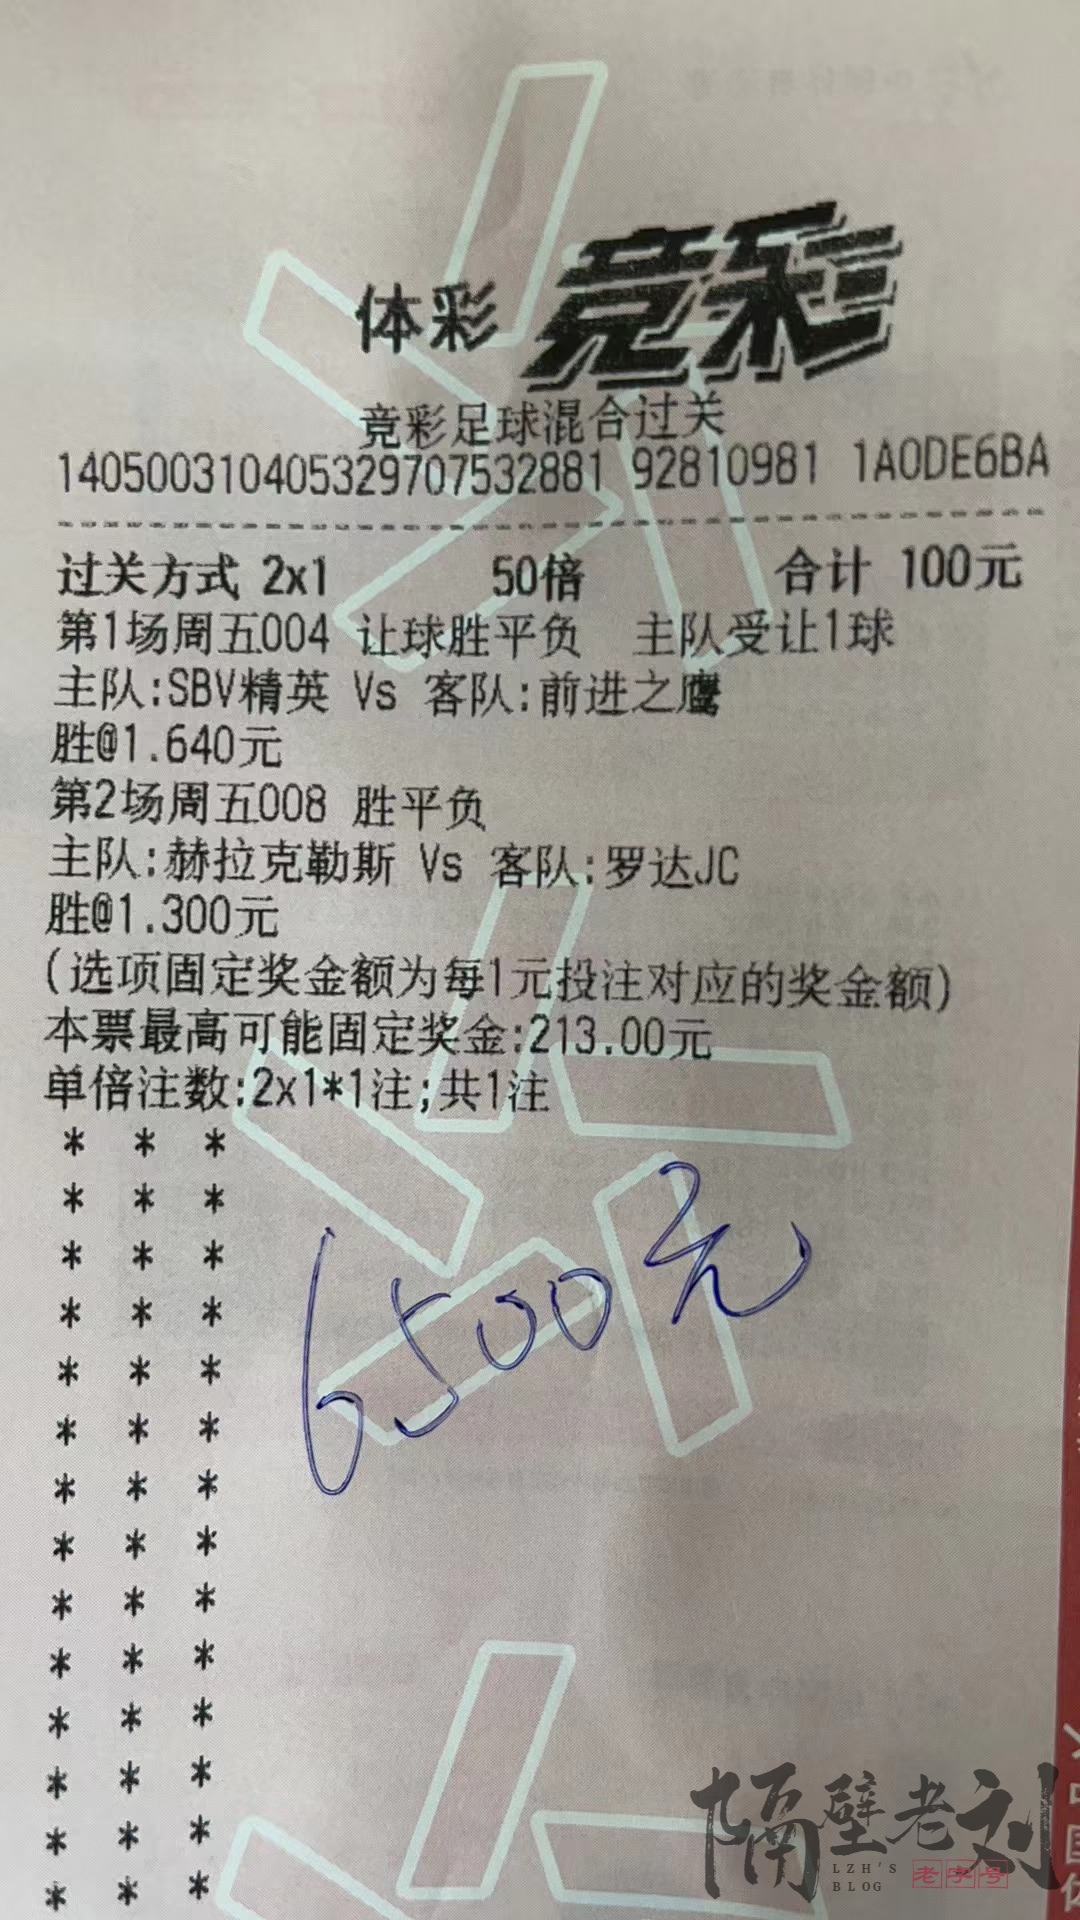 体彩 竞彩
竞彩足球混合过关
140500310405329707532881 92810981 1A0DE6BA
过关方式 2x1 50倍 合计 100元
第1场周五004 让球胜平负 主队受让1球
主队:SBV精英 Vs 客队:前进之鹰
胜@1.640元
第2场周五008 胜平负
主队:赫拉克勒斯 Vs 客队:罗达JC
胜@1.300元
(选项固定奖金额为每1元投注对应的奖金额)
本票最高可能固定奖金:213.00元
单倍注数:2x1*1注;共1注
* * *
* * *
* * *
* * *
* * *
* * *
* * *
* * *
* * *
* * *
* * *
* * *
* * *
* * *
6500元
隔壁老刘
LZH'S
BLOG
老字号
中国体